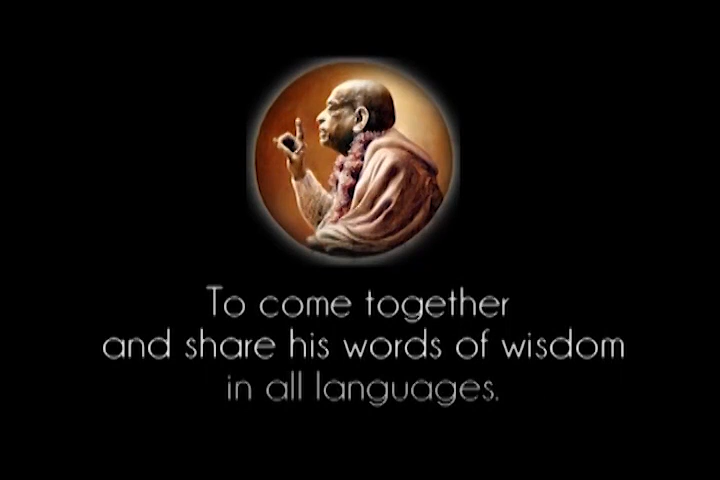 To come together
and share his words of wisdom
in all languages.